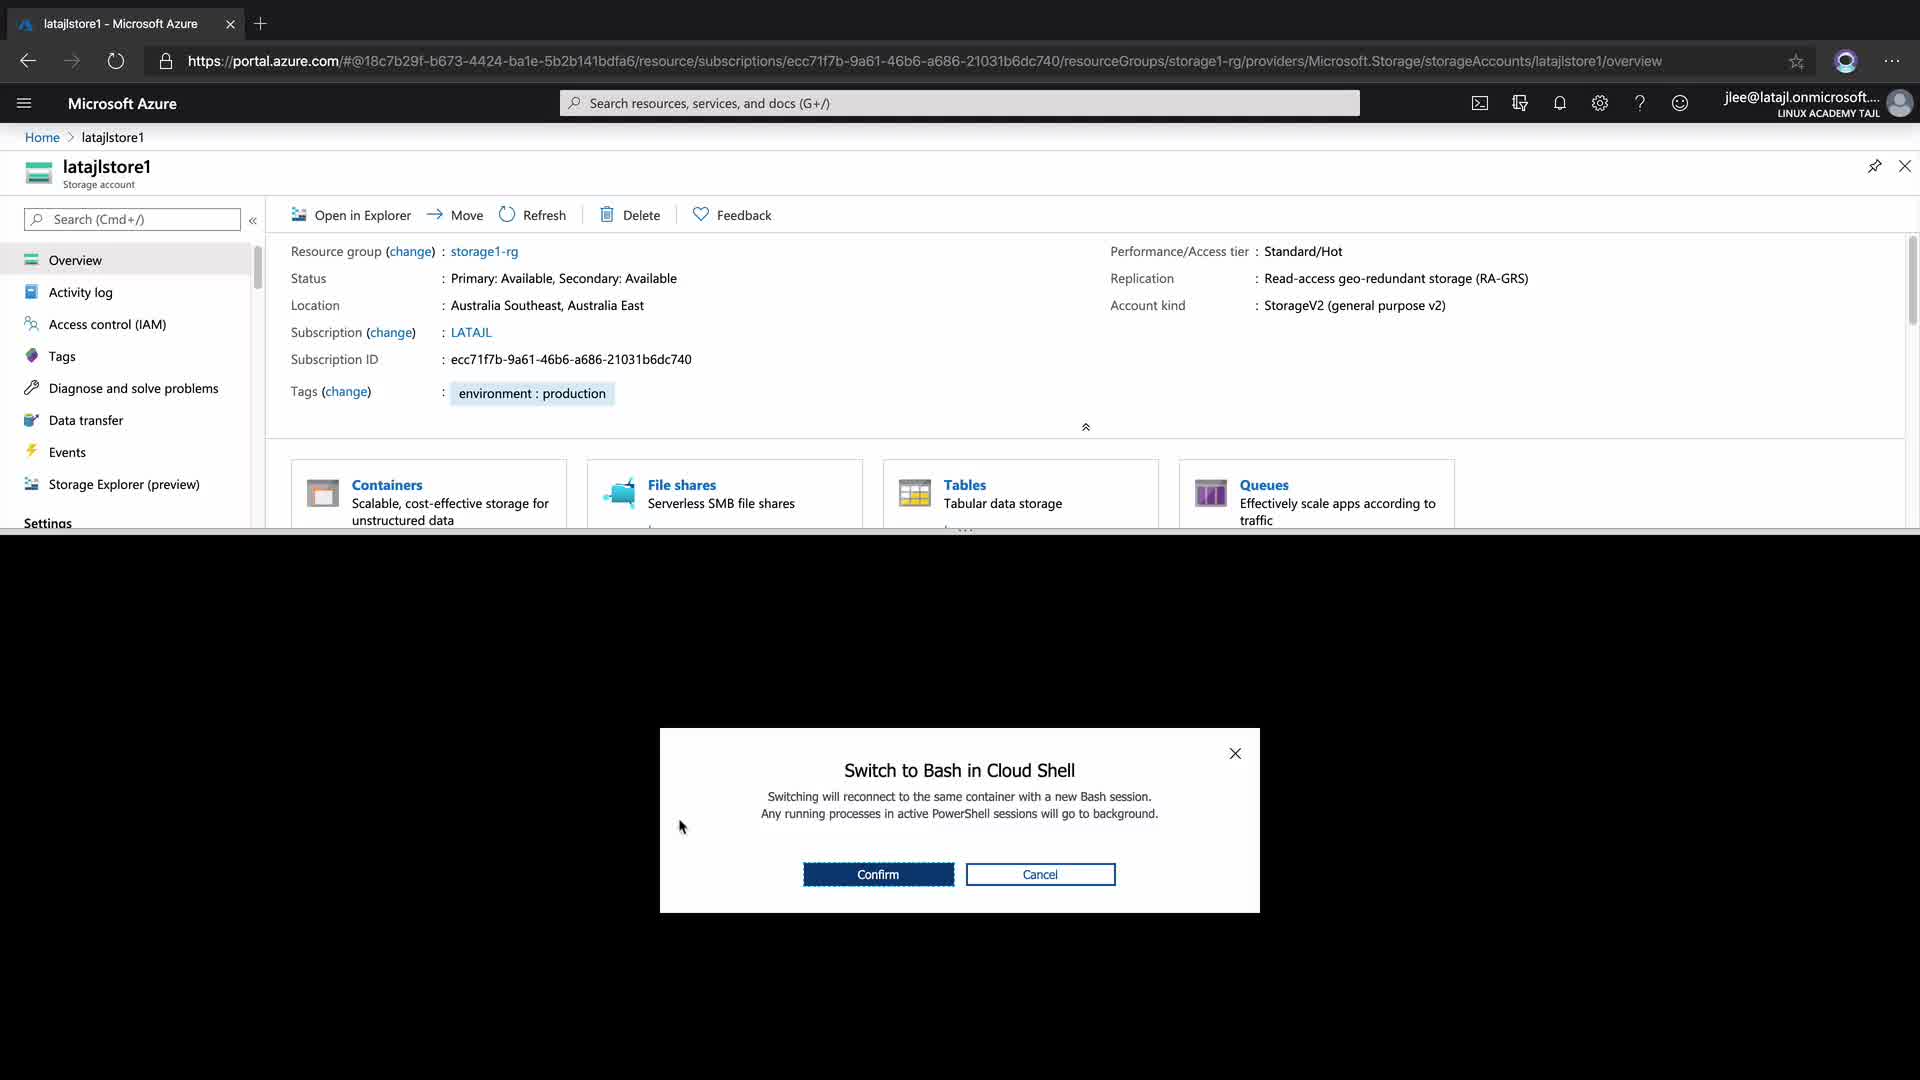 latajlstore1 - Microsoft Azure
https://portal.azure.com/#@18c7b29f-b673-4424-ba1e-5b2b141bdfa6/resource/subscriptions/ecc71f7b-9a61-46b6-a686-21031b6dc740/resourceGroups/storage1-rg/providers/Microsoft.Storage/storageAccounts/latajlstore1/overview
Microsoft Azure
Search resources, services, and docs (G+/)
jlee@latajl.onmicrosoft....
LINUX ACADEMY TAJL
Home > latajlstore1
latajlstore1
Storage account
Search (Cmd+/)
«
Overview
Activity log
Access control (IAM)
Tags
Diagnose and solve problems
Data transfer
Events
Storage Explorer (preview)
Settings
Open in Explorer
Move
Refresh
Delete
Feedback
Resource group (change) : storage1-rg
Status : Primary: Available, Secondary: Available
Location : Australia Southeast, Australia East
Subscription (change) : LATAJL
Subscription ID : ecc71f7b-9a61-46b6-a686-21031b6dc740
Tags (change) : environment : production
Performance/Access tier : Standard/Hot
Replication : Read-access geo-redundant storage (RA-GRS)
Account kind : StorageV2 (general purpose v2)
Containers
Scalable, cost-effective storage for
unstructured data
File shares
Serverless SMB file shares
Tables
Tabular data storage
Queues
Effectively scale apps according to
traffic
Switch to Bash in Cloud Shell
Switching will reconnect to the same container with a new Bash session.
Any running processes in active PowerShell sessions will go to background.
Confirm
Cancel